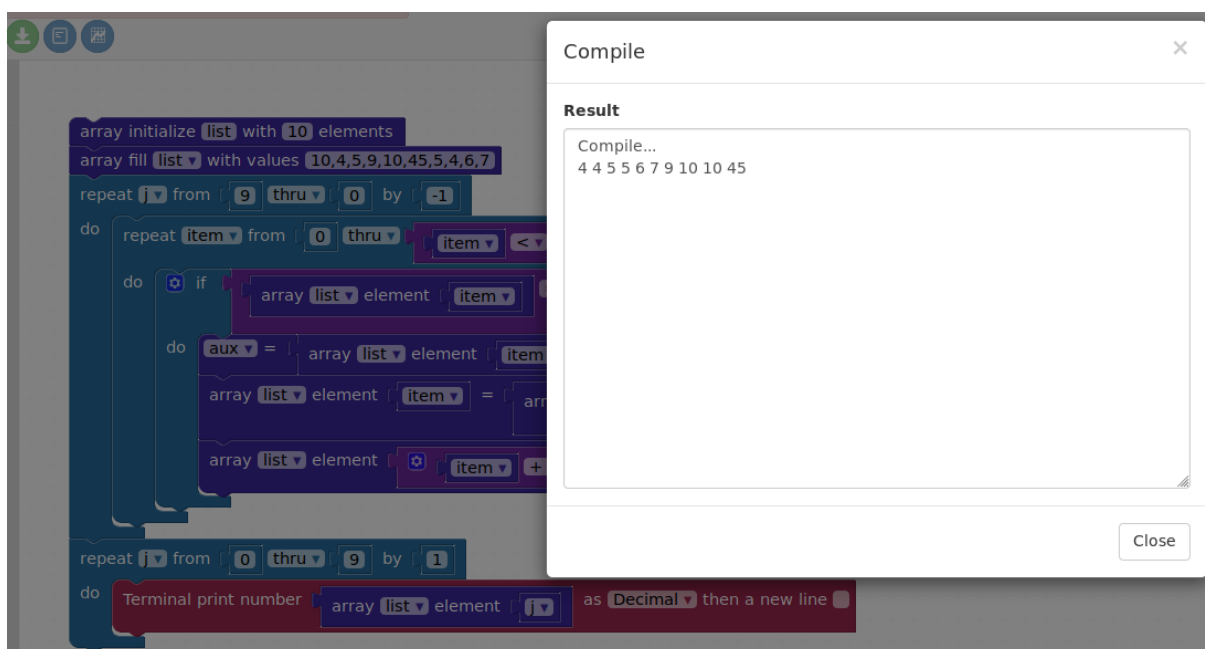 Compile
×
Result
Compile...
4 4 5 5 6 7 9 10 10 45
Close
array initialize list with 10 elements
array fill list with values 10,4,5,9,10,45,5,4,6,7
repeat j from 9 thru 0 by -1
do repeat item from 0 thru item <
do if array list element item
do aux = array list element item
array list element item = arr
array list element item +
repeat j from 0 thru 9 by 1
do Terminal print number array list element j as Decimal then a new line